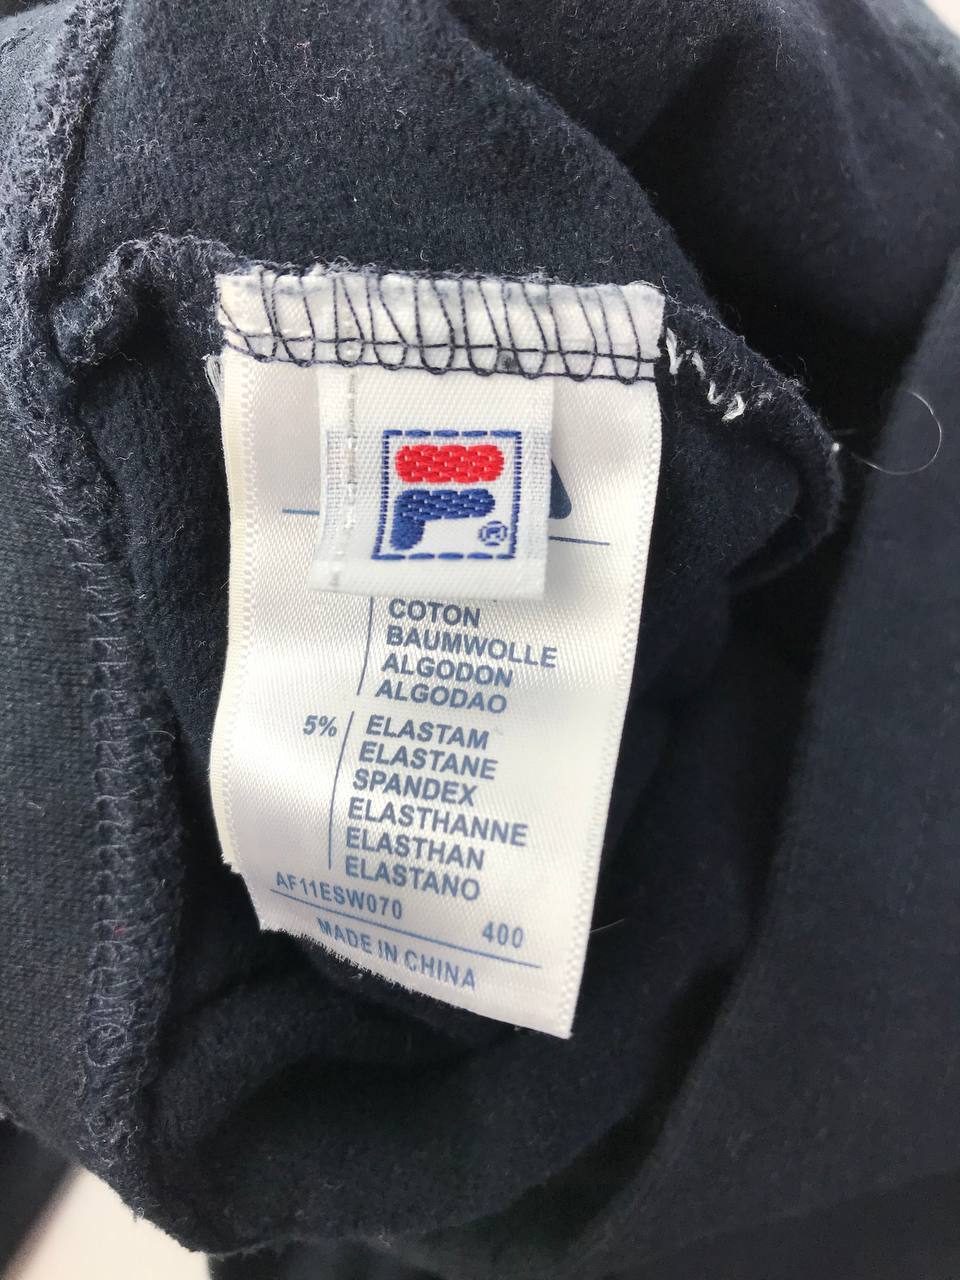 F®
COTON
BAUMWOLLE
ALGODON
ALGODAO
5% ELASTAM
ELASTANE
SPANDEX
ELASTHANNE
ELASTHAN
ELASTANO
AF11ESW070 400
MADE IN CHINA